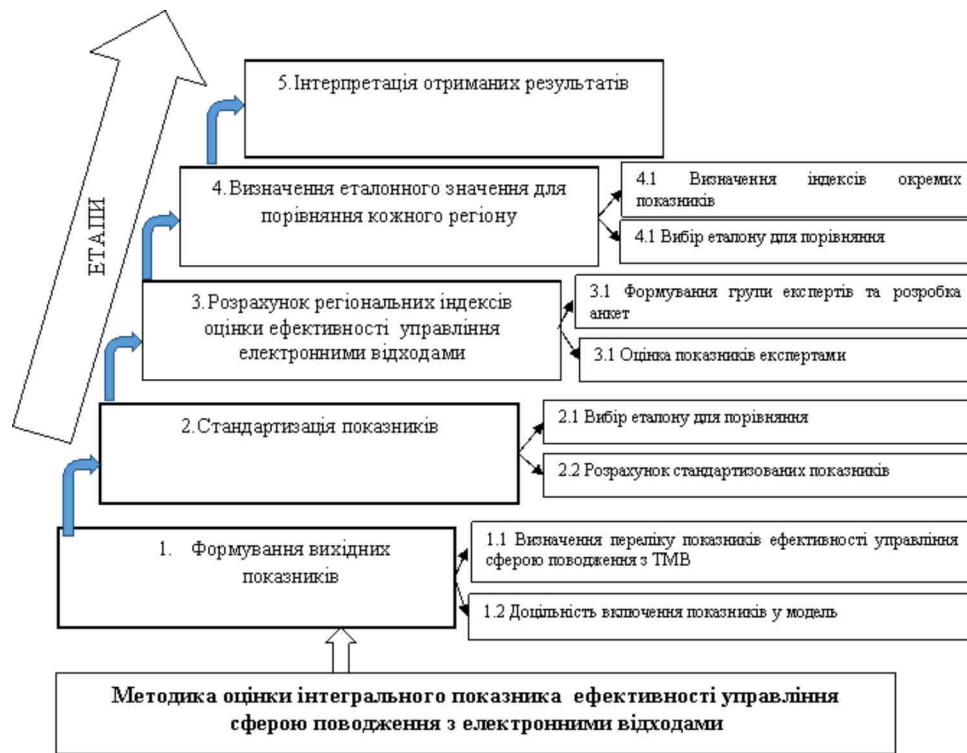 5.Інтерпретація отриманих результатів
4.Визначення еталонного значення для
порівняння кожного регіону
4.1 Визначення індексів окремих
показників
4.1 Вибір еталону для порівняння
ЕТАПИ
3.Розрахунок регіональних індексів
оцінки ефективності управління
електронними відходами
3.1 Формування групи експертів та розробка
анкет
3.1 Оцінка показників експертами
2.Стандартизація показників
2.1 Вибір еталону для порівняння
2.2 Розрахунок стандартизованих показників
1. Формування вихідних
показників
1.1 Визначення переліку показників ефективності управління
сферою поводження з ТМВ
1.2 Доцільність включення показників у модель
Методика оцінки інтегрального показника ефективності управління
сферою поводження з електронними відходами